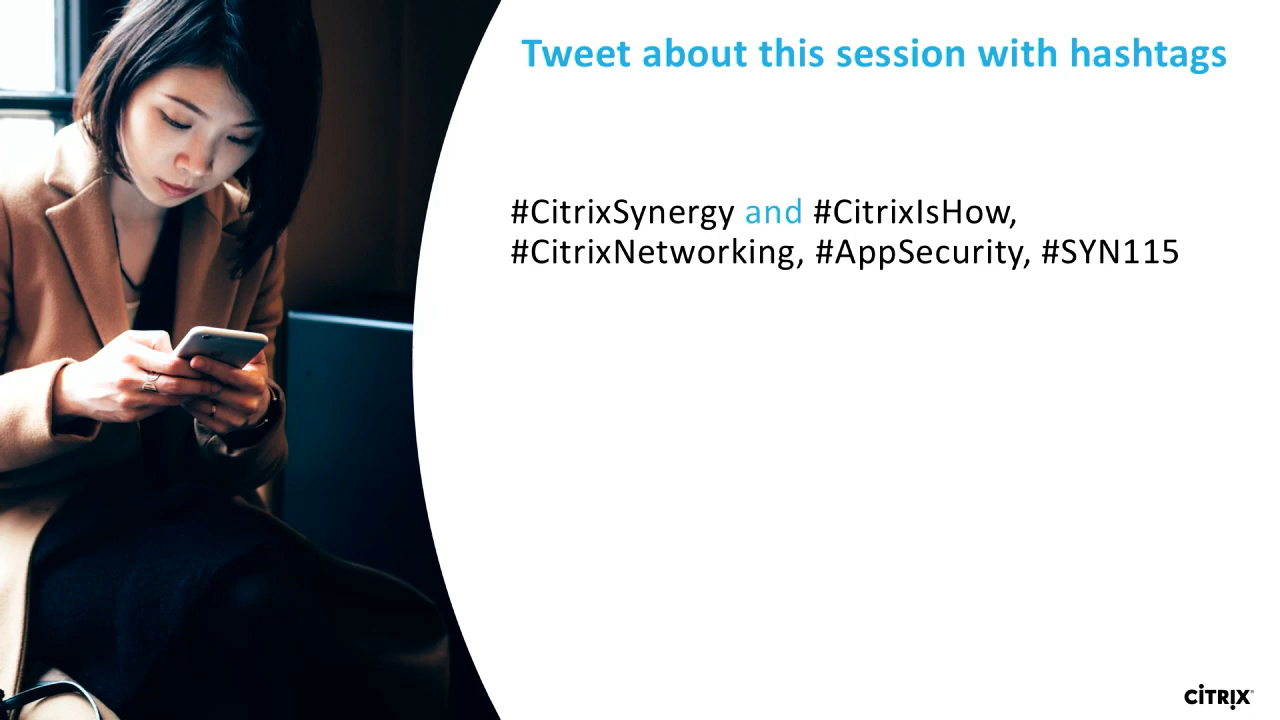 Tweet about this session with hashtags
#CitrixSynergy and #CitrixIsHow,
#CitrixNetworking, #AppSecurity, #SYN115
CITRIX